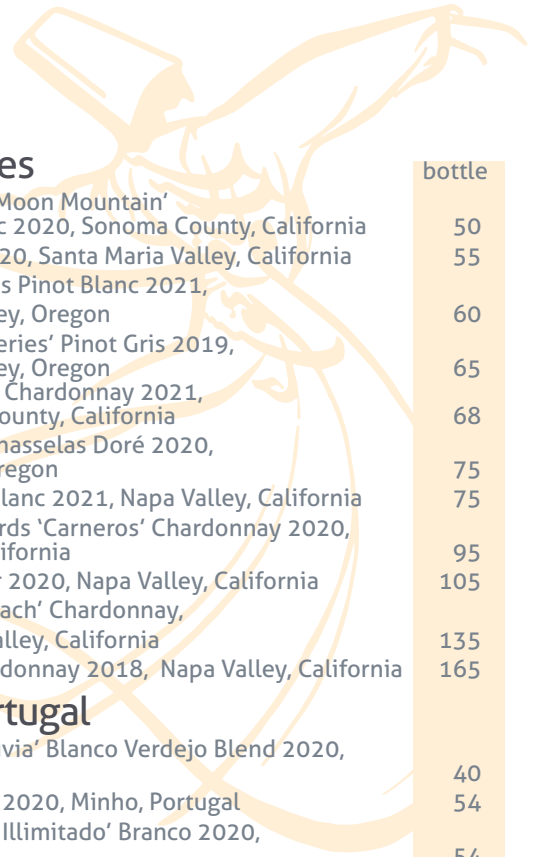 es
bottle
Moon Mountain’
c 2020, Sonoma County, California 50
20, Santa Maria Valley, California 55
s Pinot Blanc 2021,
ey, Oregon 60
eries’ Pinot Gris 2019,
ey, Oregon 65
Chardonnay 2021,
ounty, California 68
hasselas Doré 2020,
regon 75
lanc 2021, Napa Valley, California 75
rds ‘Carneros’ Chardonnay 2020,
ifornia 95
r 2020, Napa Valley, California 105
ach’ Chardonnay,
alley, California 135
donnay 2018, Napa Valley, California 165
rtugal
via’ Blanco Verdejo Blend 2020,
40
2020, Minho, Portugal 54
Illimitado’ Branco 2020,
54